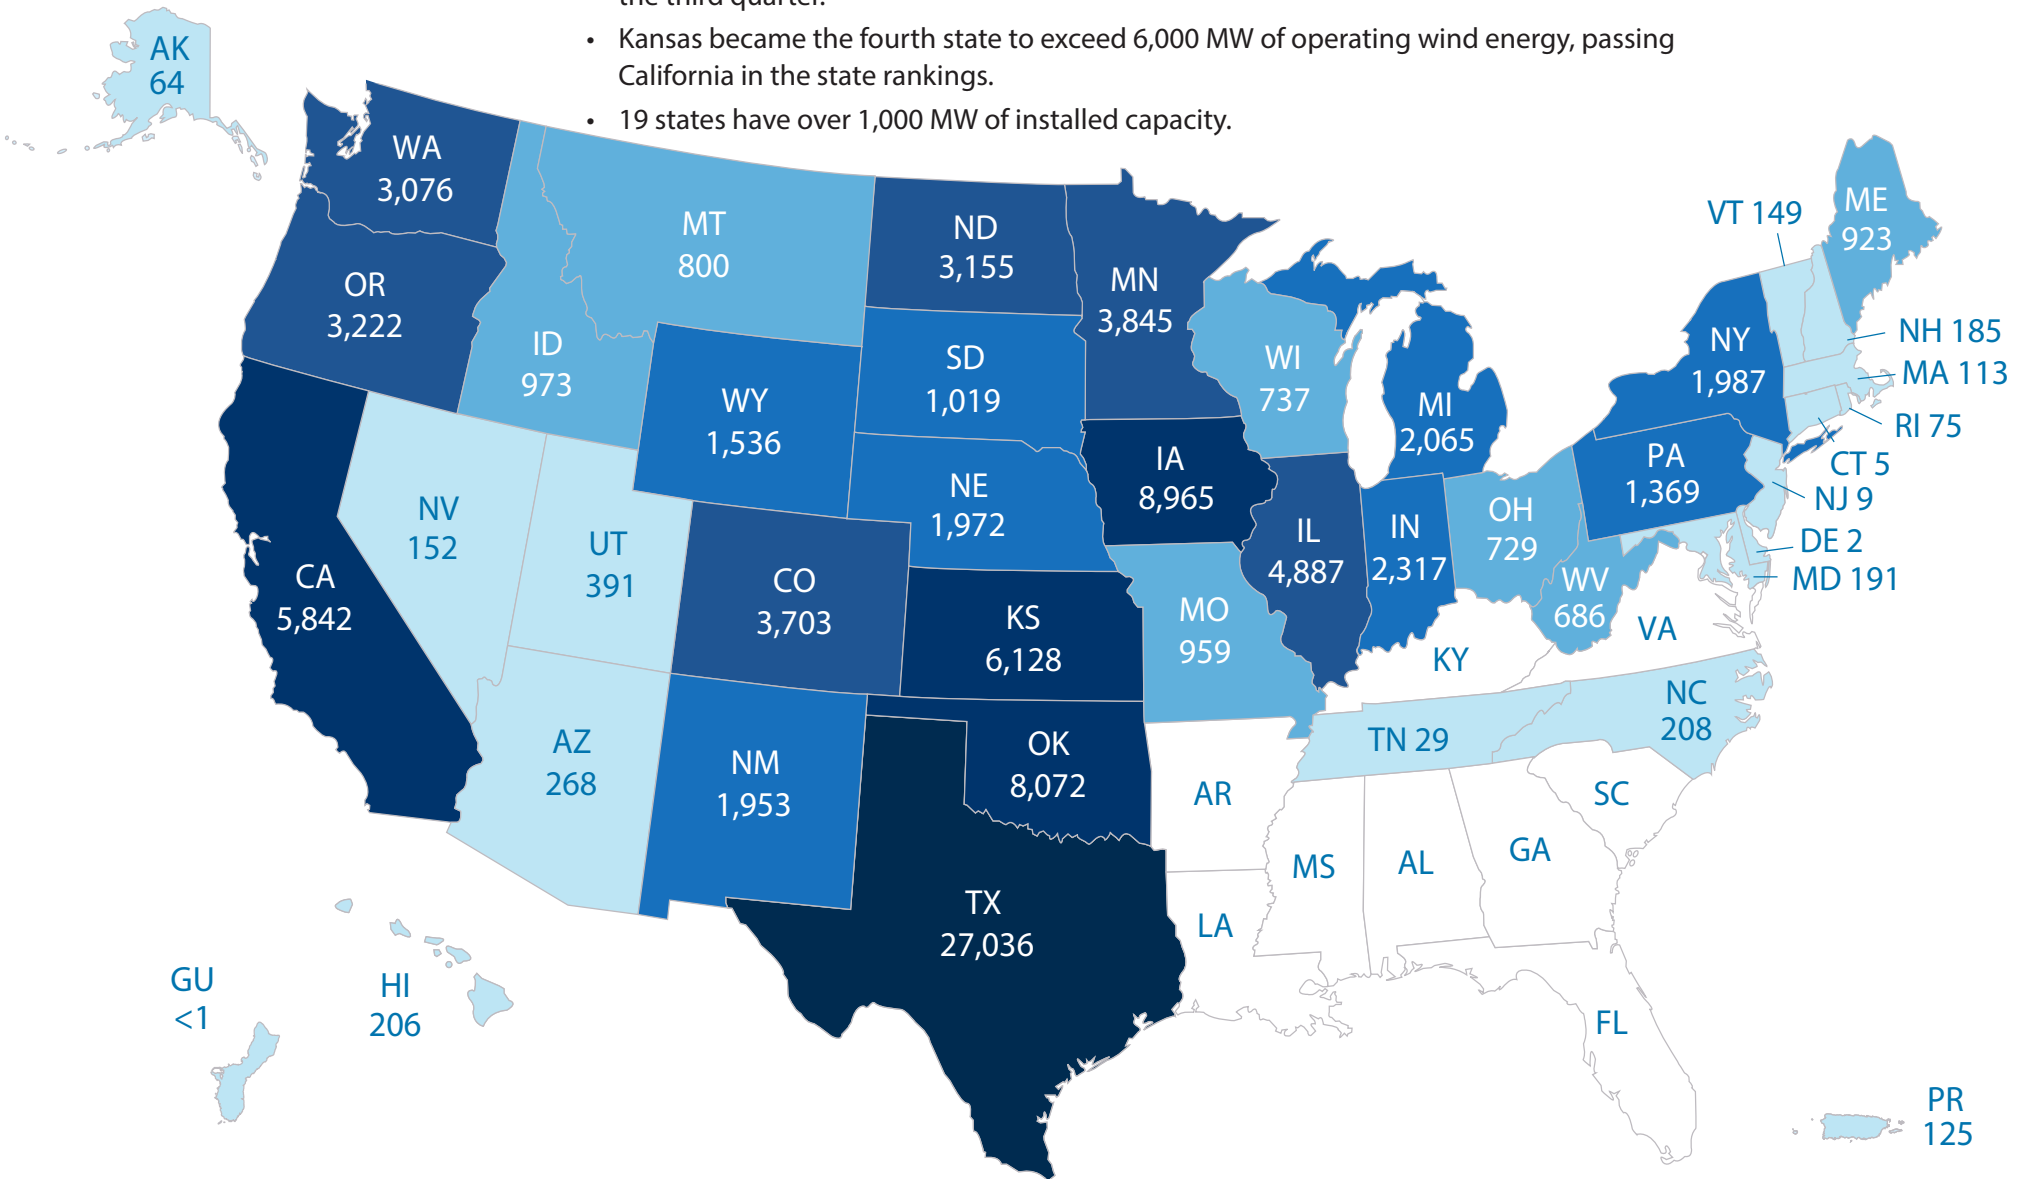 the third quarter.
• Kansas became the fourth state to exceed 6,000 MW of operating wind energy, passing
California in the state rankings.
• 19 states have over 1,000 MW of installed capacity.
AK
64
WA
3,076
OR
3,222
CA
5,842
ID
973
MT
800
NV
152
UT
391
AZ
268
WY
1,536
CO
3,703
NM
1,953
ND
3,155
SD
1,019
NE
1,972
KS
6,128
OK
8,072
TX
27,036
MN
3,845
IA
8,965
MO
959
AR
LA
WI
737
IL
4,887
MI
2,065
IN
2,317
OH
729
KY
TN 29
MS
AL
GA
FL
SC
NC
208
VA
WV
686
PA
1,369
NY
1,987
VT 149
ME
923
NH 185
MA 113
RI 75
CT 5
NJ 9
DE 2
MD 191
GU
<1
HI
206
PR
125